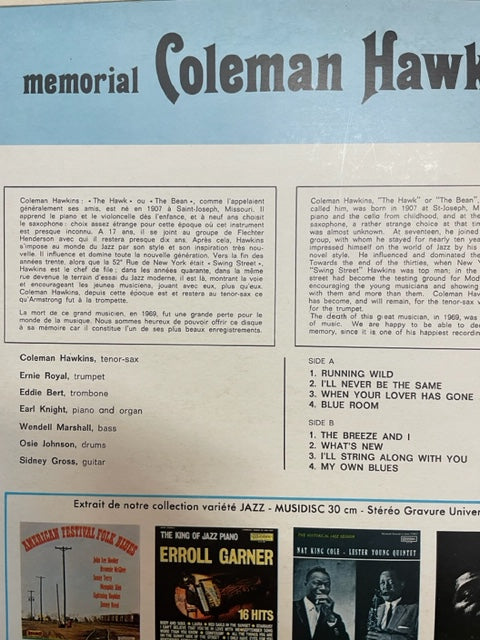 memorial Coleman Hawk
Coleman Hawkins : « The Hawk » ou « The Bean », comme l'appelaient
généralement ses amis, est né en 1907 à Saint-Joseph, Missouri. Il
apprend le piano et le violoncelle dès l'enfance, et à neuf ans choisit
le saxophone : choix assez étrange pour cette époque où cet instrument
est presque inconnu. A 17 ans, il se joint au groupe de Flechter
Henderson avec qui il restera presque dix ans. Après cela, Hawkins
s'impose au monde du Jazz par son style et son inspiration très nou-
velle. Il influence et domine toute la nouvelle génération. Vers la fin des
années trente, alors que la 52e Rue de New York était « Swing Street »,
Hawkins est le chef de file ; dans les années quarante, dans la même
rue devenue le terrain d'essai du Jazz moderne, il est là, montrant la voie
et encourageant les jeunes musiciens, jouant avec eux, plus qu'eux.
Coleman Hawkins, depuis cette époque est et restera au tenor-sax ce
qu'Armstrong fut à la trompette.
La mort de ce grand musicien, en 1969, fut une grande perte pour le
monde de la musique. Nous sommes heureux de pouvoir offrir ce disque
à sa mémoire car il constitue l'un de ses plus beaux enregistrements.
Coleman Hawkins, "The Hawk" or "The Bean",
called him, was born in 1907 at St-Joseph, M
piano and the cello from childhood, and at the
saxophone, a rather strange choice at that tim
was almost unknown. At seventeen, he joined
group, with whom he stayed for nearly ten year
impressed himself on the world of Jazz by his
novel style. He influenced and dominated the
Towards the end of the thirties, when New Y
"Swing Street" Hawkins was top man; in the
street had become the testing ground for Mod
encouraging the young musicians and showing
with them and more than them. Coleman Haw
has become, and will remain, for the tenor-sax v
for the trumpet.
The death of this great musician, in 1969, was
of music. We are happy to be able to de
memory, since it is one of his happiest recordin
Coleman Hawkins, tenor-sax
Ernie Royal, trumpet
Eddie Bert, trombone
Earl Knight, piano and organ
Wendell Marshall, bass
Osie Johnson, drums
Sidney Gross, guitar
SIDE A
1. RUNNING WILD
2. I'LL NEVER BE THE SAME
3. WHEN YOUR LOVER HAS GONE
4. BLUE ROOM
SIDE B
1. THE BREEZE AND I
2. WHAT'S NEW
3. I'LL STRING ALONG WITH YOU
4. MY OWN BLUES
Extrait de notre collection variété JAZZ - MUSIDISC 30 cm - Stéréo Gravure Univer
AMERICAN FESTIVAL FOLK BLUES
John Lee Hooker
Brownie McGhee
Sonny Terry
Memphis Slim
Lightning Hopkins
THE KING OF JAZZ PIANO
ERROLL GARNER
16 HITS
THE HISTORICAL JAZZ SESSION
NAT KING COLE - LESTER YOUNG QUINTET